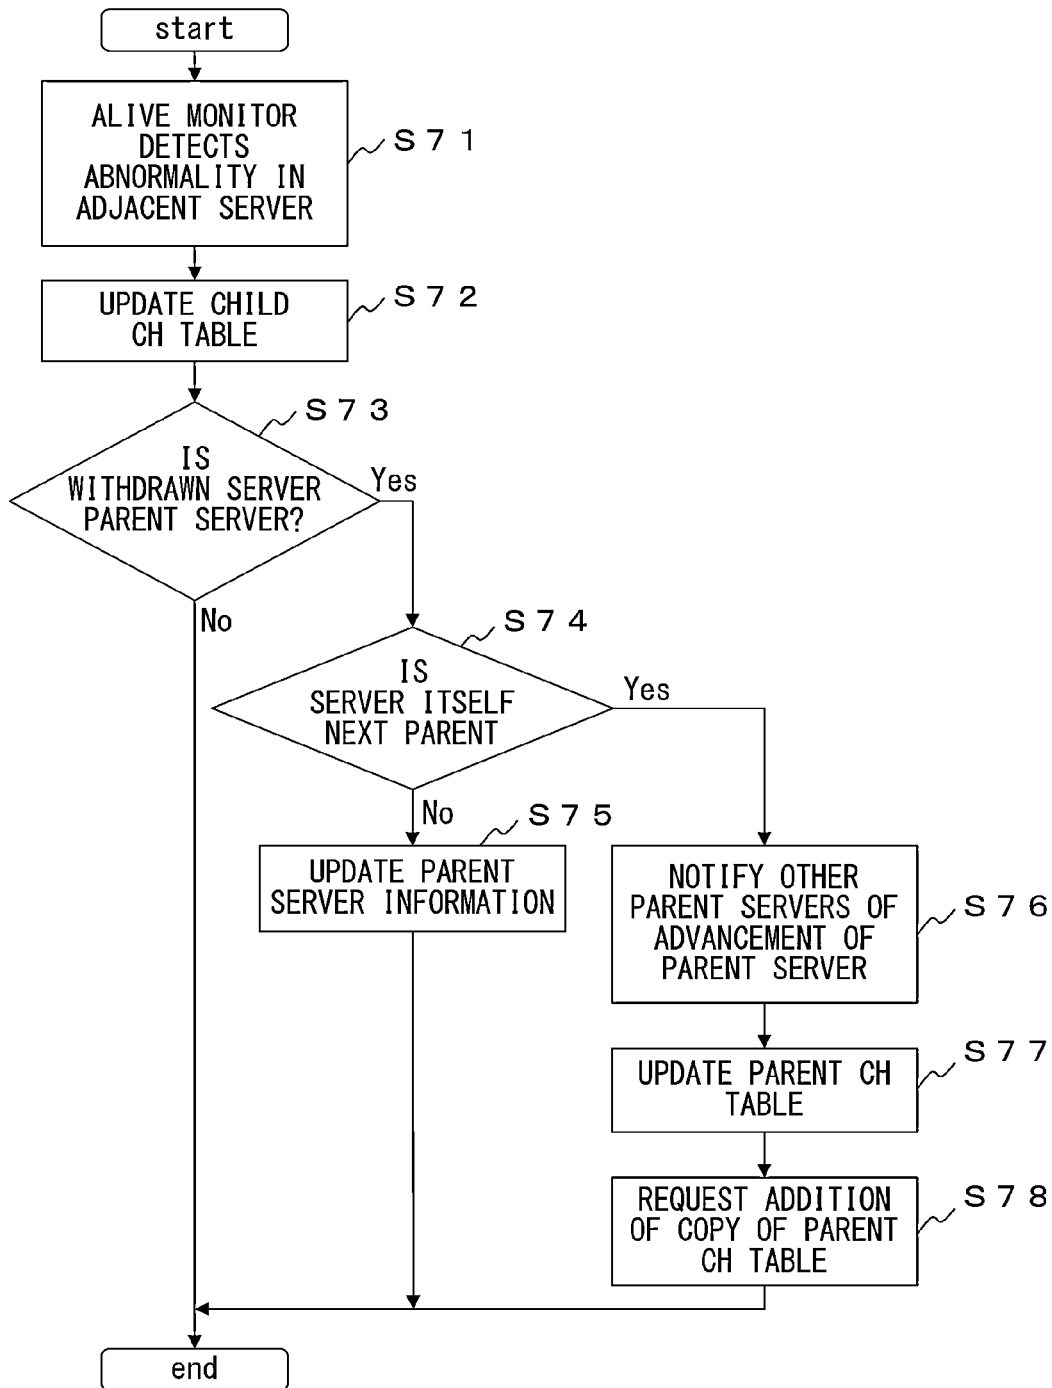 start
ALIVE MONITOR
DETECTS
ABNORMALITY IN
ADJACENT SERVER
S71
UPDATE CHILD
CH TABLE
S72
IS
WITHDRAWN SERVER
PARENT SERVER?
S73
Yes
No
IS
SERVER ITSELF
NEXT PARENT
S74
Yes
No
UPDATE PARENT
SERVER INFORMATION
S75
NOTIFY OTHER
PARENT SERVERS OF
ADVANCEMENT OF
PARENT SERVER
S76
UPDATE PARENT CH
TABLE
S77
REQUEST ADDITION
OF COPY OF PARENT
CH TABLE
S78
end